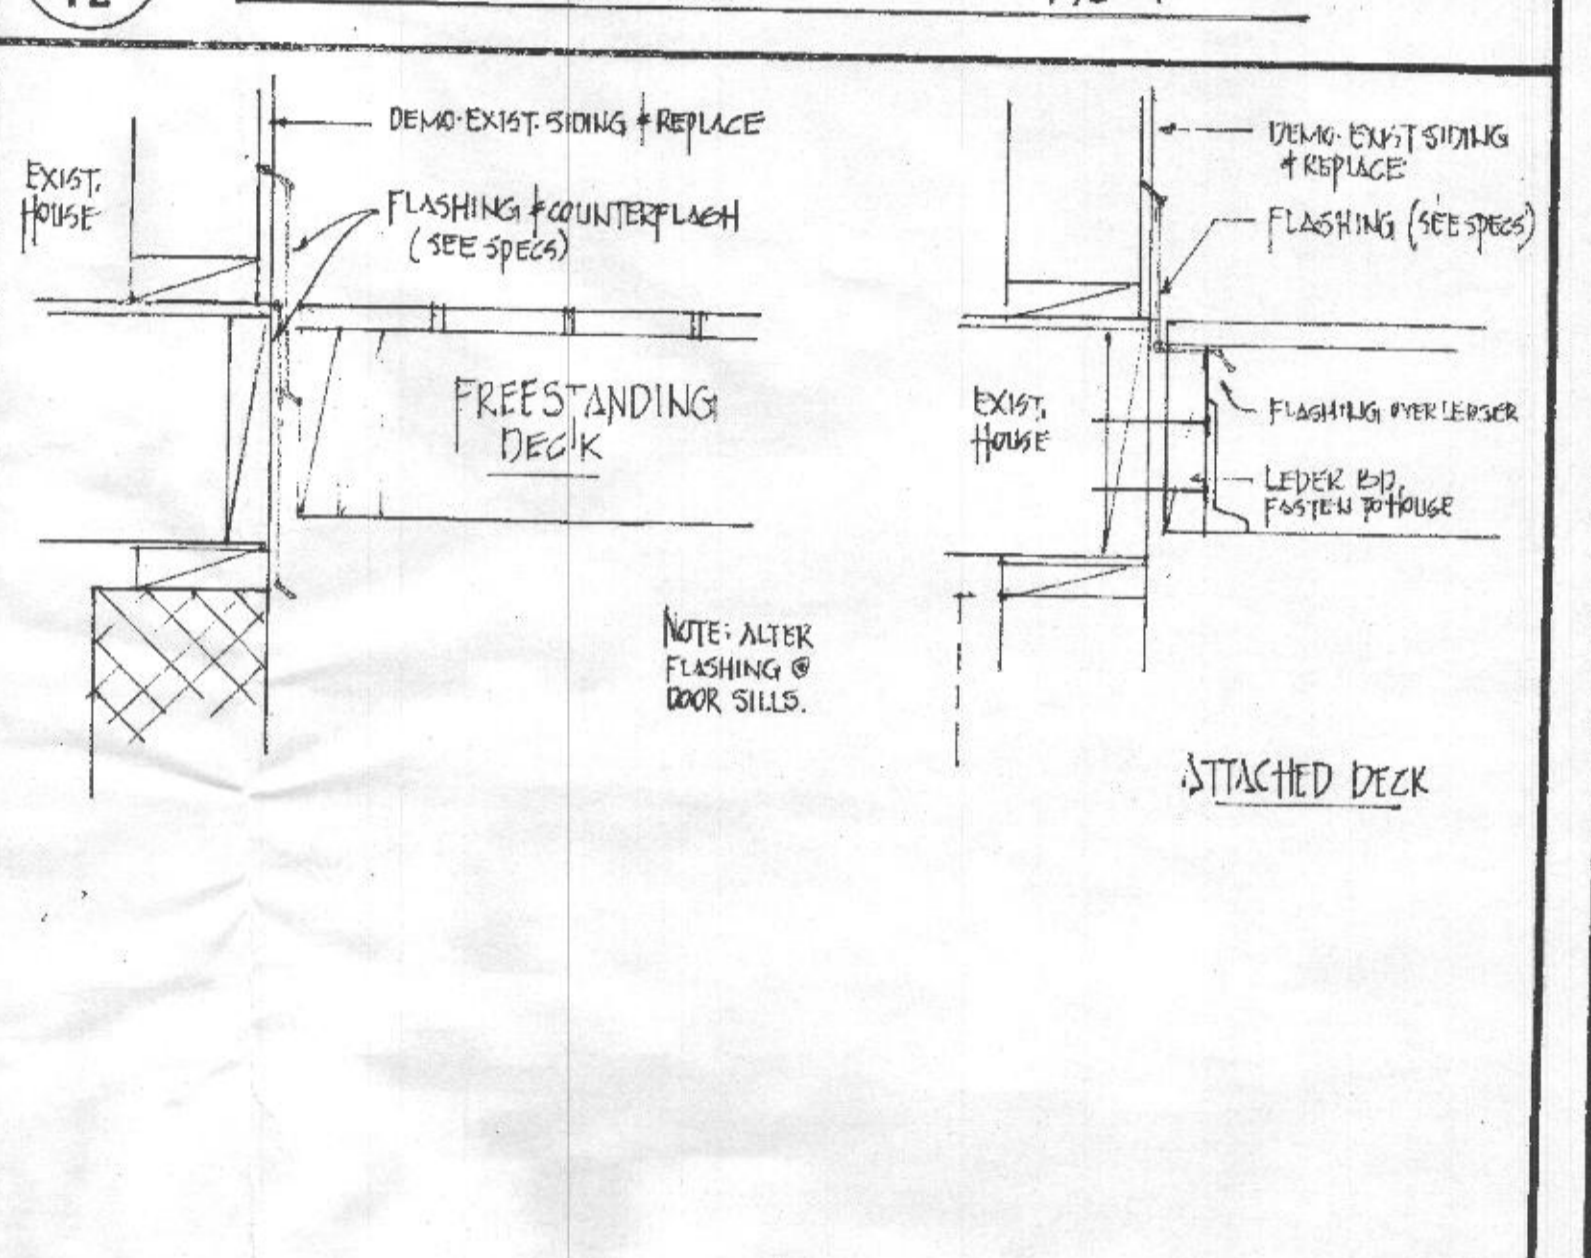 DEMO. EXIST. SIDING & REPLACE
EXIST.
HOUSE
FLASHING & COUNTERFLASH
(SEE SPECS)
FREESTANDING
DECK
NOTE: ALTER
FLASHING @
DOOR SILLS.
DEMO. EXIST SIDING
& REPLACE
FLASHING (SEE SPECS)
EXIST.
HOUSE
FLASHING OVER LEDGER
LEDER BD.
FASTEN TO HOUSE
ATTACHED DECK